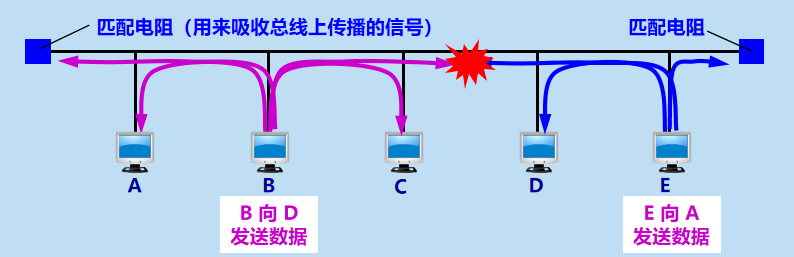 匹配电阻（用来吸收总线上传播的信号）
匹配电阻
A
B
C
D
E
B 向 D
发送数据
E 向 A
发送数据